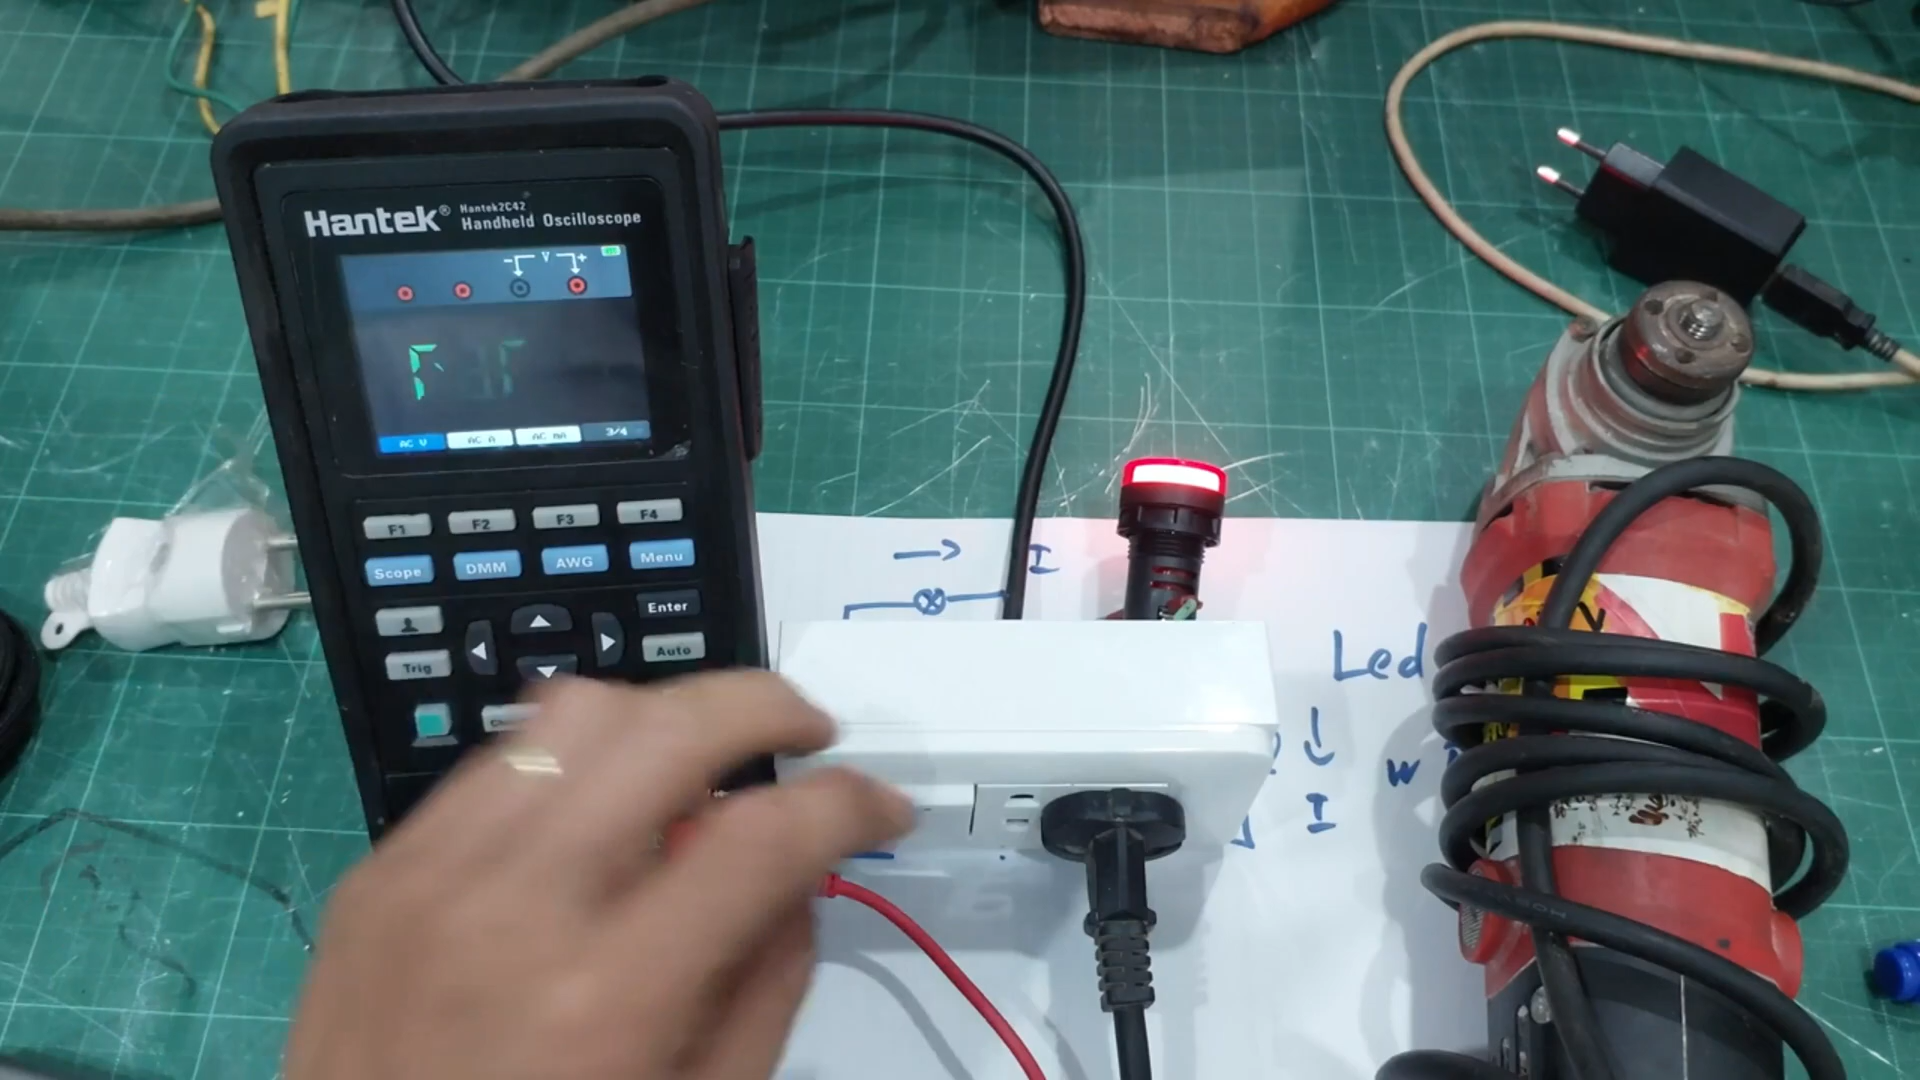 Hantek®
Hantek2C42
Handheld Oscilloscope
- V +
AC V
AC A
AC mA
3/4
F1
F2
F3
F4
Scope
DMM
AWG
Menu
Enter
Trig
Auto
I
Led
I
w